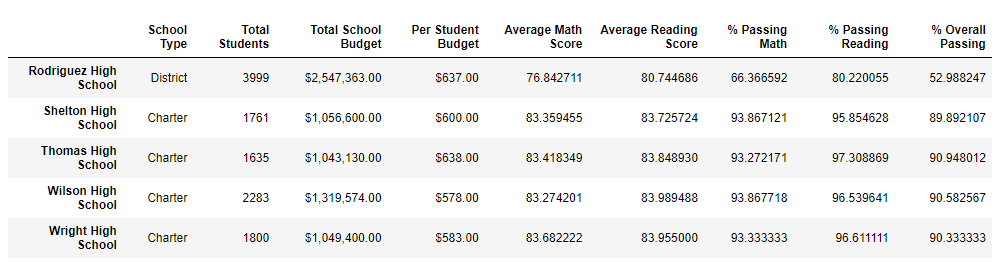 School Type Total Students Total School Budget Per Student Budget Average Math Score Average Reading Score % Passing Math % Passing Reading % Overall Passing
Rodriguez High School District 3999 $2,547,363.00 $637.00 76.842711 80.744686 66.366592 80.220055 52.988247
Shelton High School Charter 1761 $1,056,600.00 $600.00 83.359455 83.725724 93.867121 95.854628 89.892107
Thomas High School Charter 1635 $1,043,130.00 $638.00 83.418349 83.848930 93.272171 97.308869 90.948012
Wilson High School Charter 2283 $1,319,574.00 $578.00 83.274201 83.989488 93.867718 96.539641 90.582567
Wright High School Charter 1800 $1,049,400.00 $583.00 83.682222 83.955000 93.333333 96.611111 90.333333